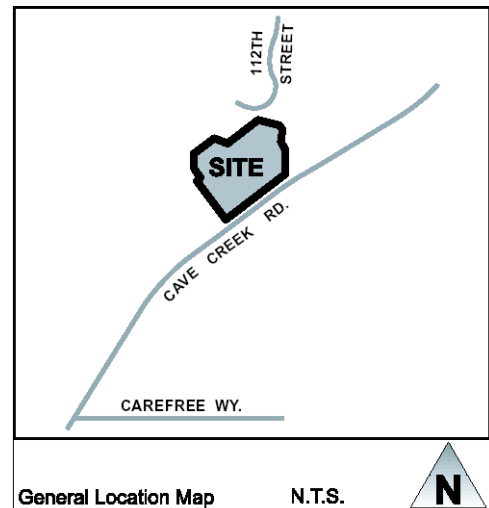 112TH
STREET
SITE
CAVE CREEK RD.
CAREFREE WY.
General Location Map N.T.S. N